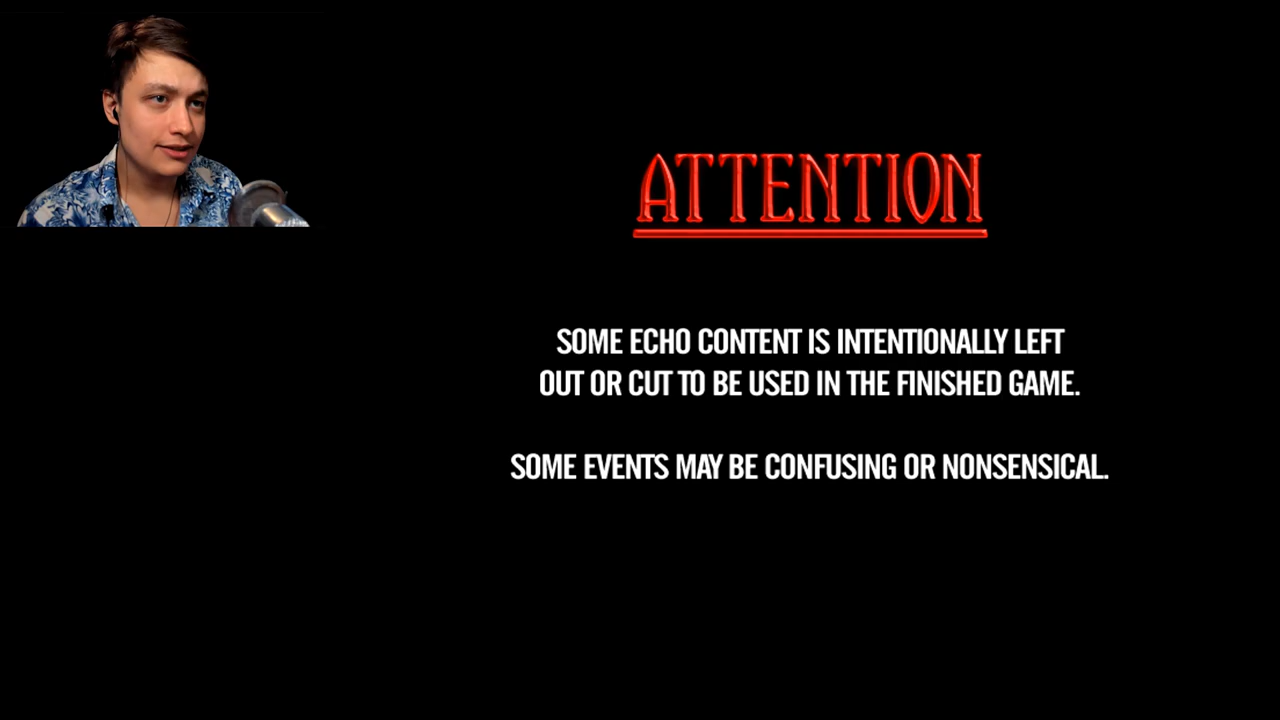 ATTENTION
SOME ECHO CONTENT IS INTENTIONALLY LEFT
OUT OR CUT TO BE USED IN THE FINISHED GAME.
SOME EVENTS MAY BE CONFUSING OR NONSENSICAL.